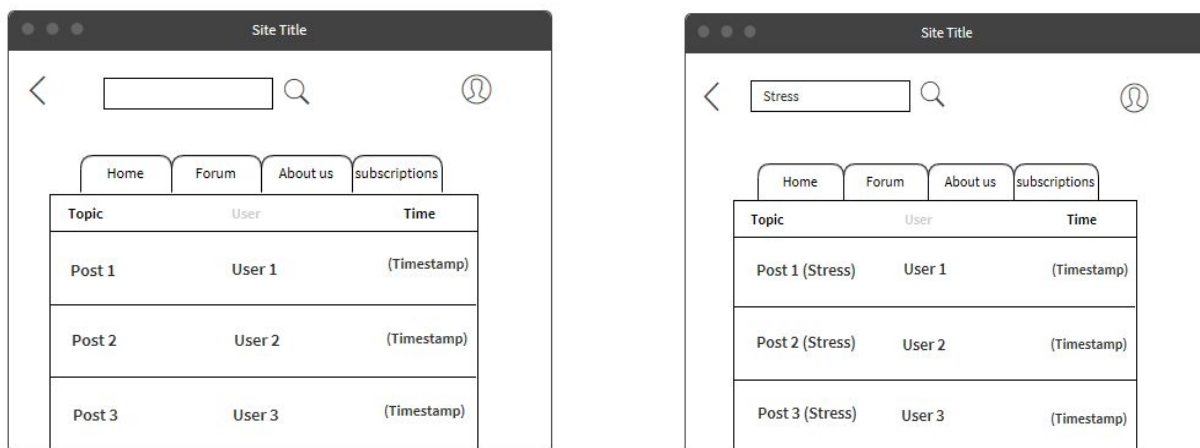 Site Title
Home Forum About us subscriptions
Topic User Time
Post 1 User 1 (Timestamp)
Post 2 User 2 (Timestamp)
Post 3 User 3 (Timestamp)
Site Title
Stress
Home Forum About us subscriptions
Topic User Time
Post 1 (Stress) User 1 (Timestamp)
Post 2 (Stress) User 2 (Timestamp)
Post 3 (Stress) User 3 (Timestamp)